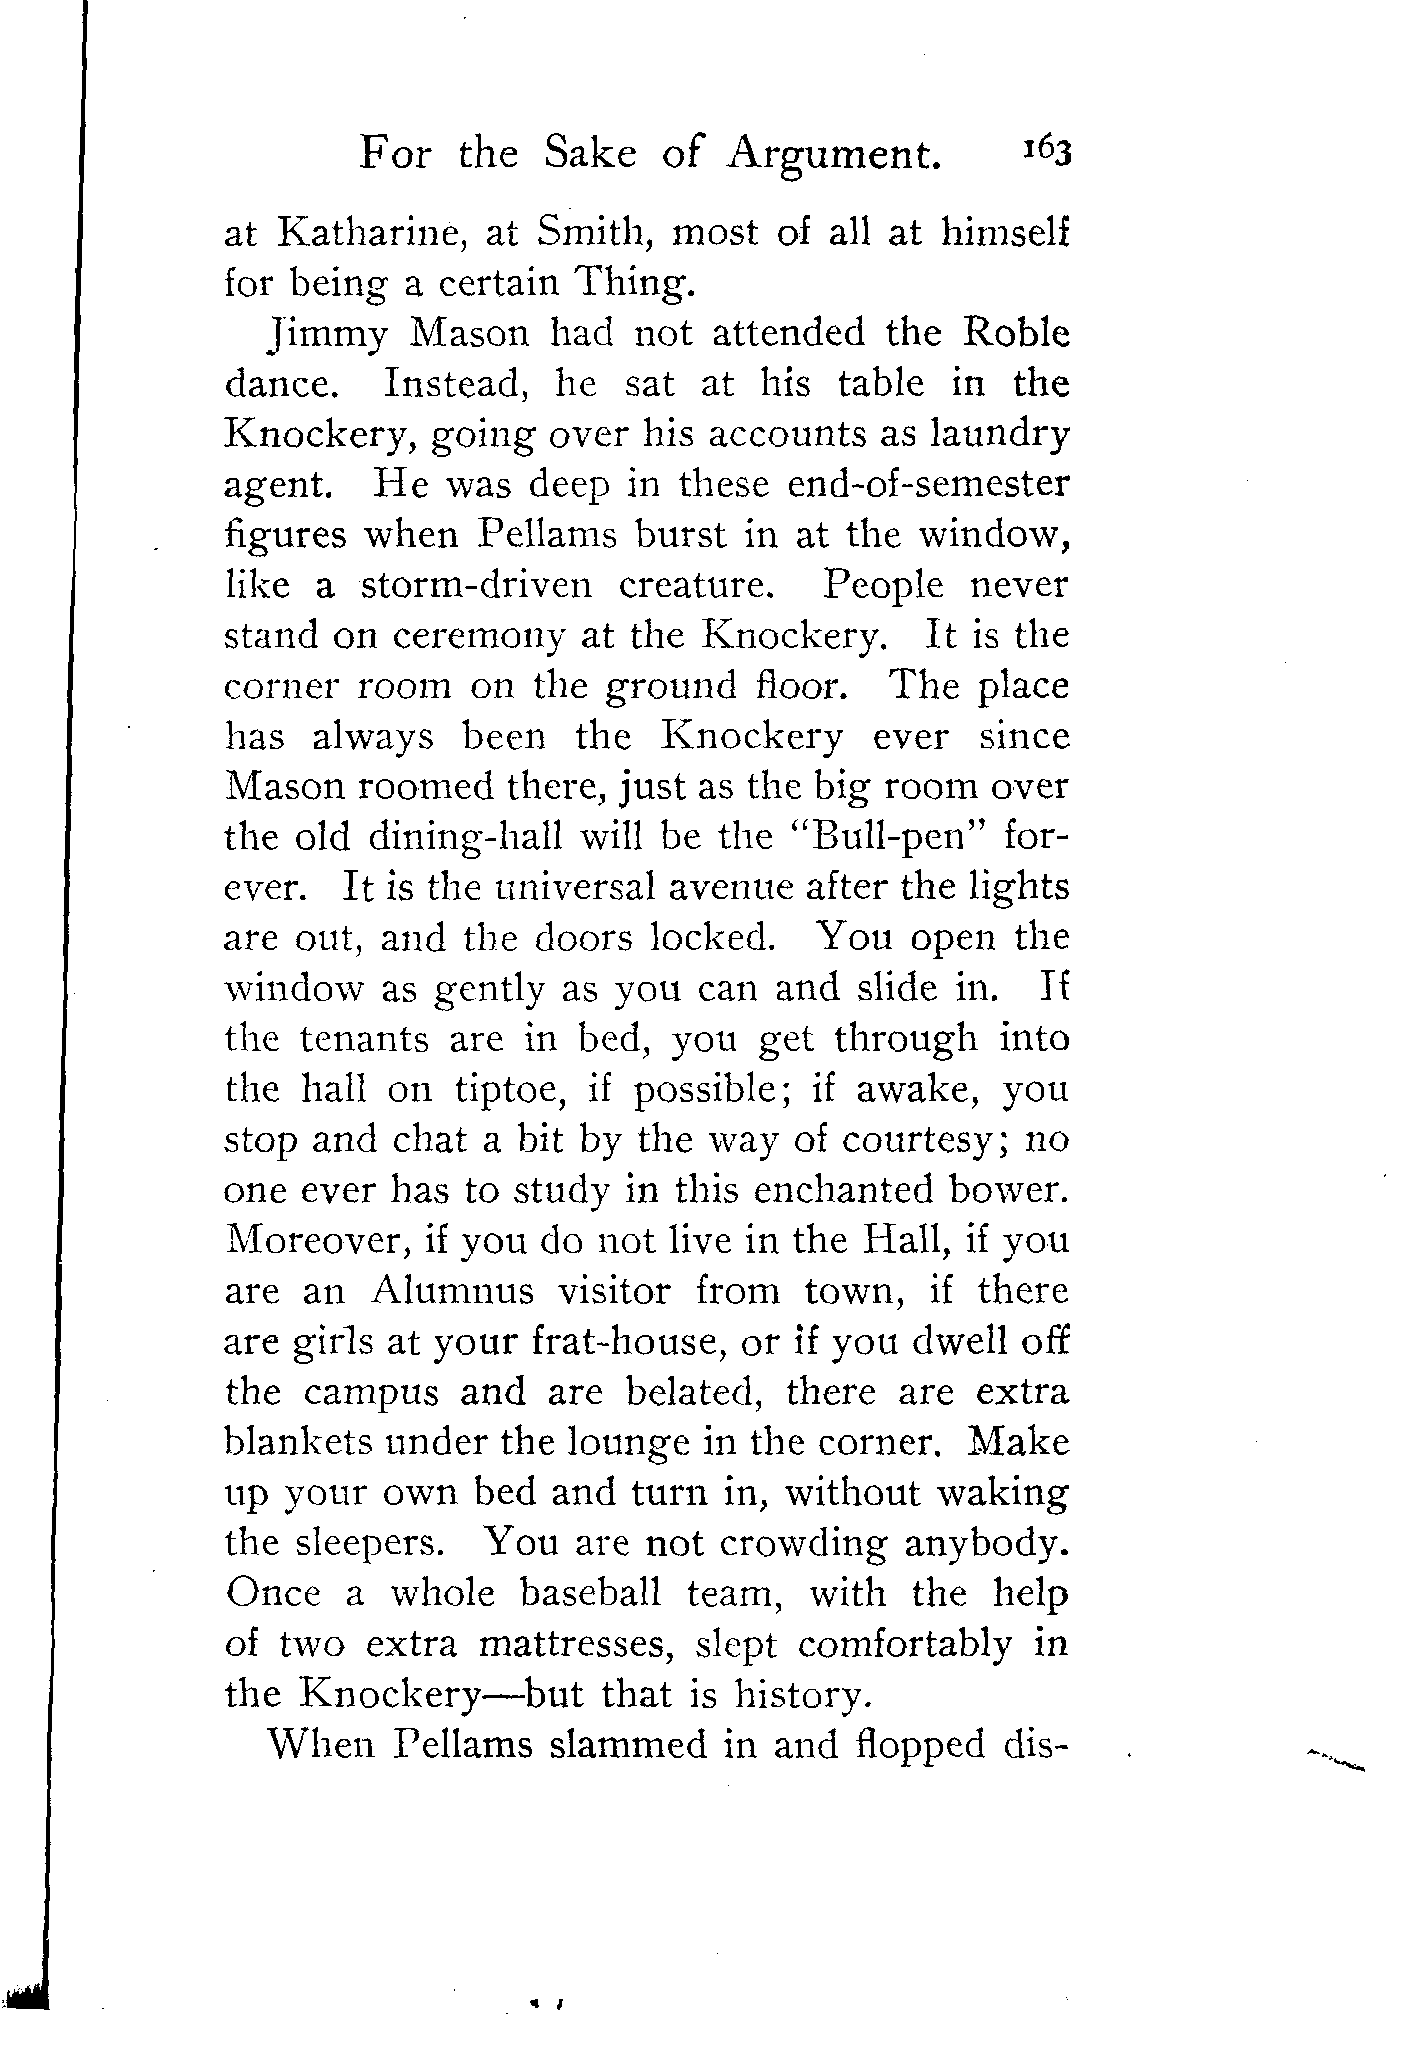 For the Sake of Argument. 163
at Katharine, at Smith, most of all at himself
for being a certain Thing.
Jimmy Mason had not attended the Roble
dance. Instead, he sat at his table in the
Knockery, going over his accounts as laundry
agent. He was deep in these end-of-semester
figures when Pellams burst in at the window,
like a storm-driven creature. People never
stand on ceremony at the Knockery. It is the
corner room on the ground floor. The place
has always been the Knockery ever since
Mason roomed there, just as the big room over
the old dining-hall will be the “Bull-pen” for-
ever. It is the universal avenue after the lights
are out, and the doors locked. You open the
window as gently as you can and slide in. If
the tenants are in bed, you get through into
the hall on tiptoe, if possible; if awake, you
stop and chat a bit by the way of courtesy; no
one ever has to study in this enchanted bower.
Moreover, if you do not live in the Hall, if you
are an Alumnus visitor from town, if there
are girls at your frat-house, or if you dwell off
the campus and are belated, there are extra
blankets under the lounge in the corner. Make
up your own bed and turn in, without waking
the sleepers. You are not crowding anybody.
Once a whole baseball team, with the help
of two extra mattresses, slept comfortably in
the Knockery—but that is history.
When Pellams slammed in and flopped dis-